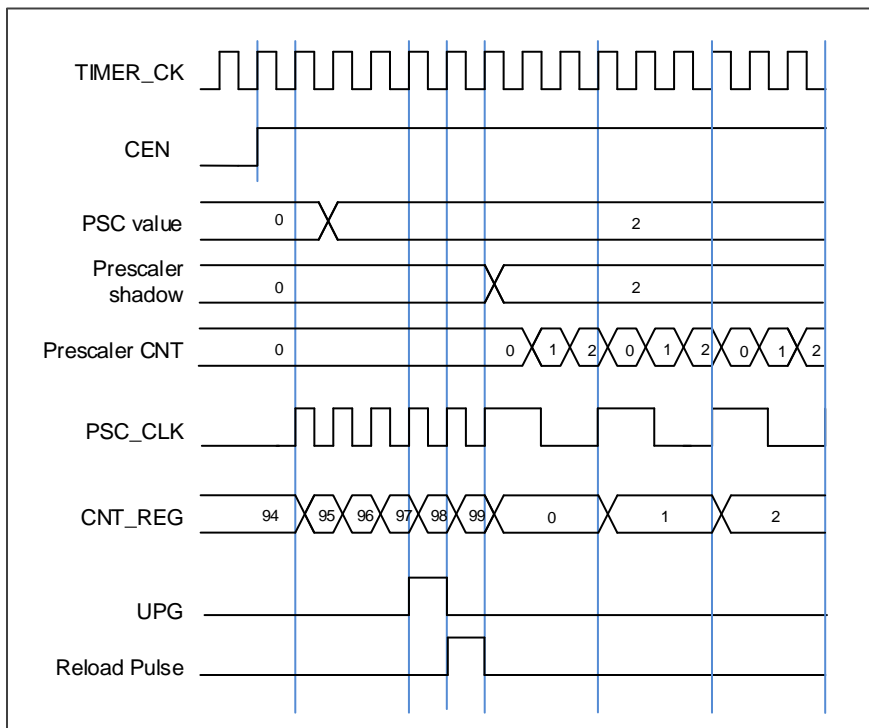 TIMER_CK
CEN
PSC value 0 2
Prescaler
shadow 0 2
Prescaler CNT 0 0 1 2 0 1 2 0 1 2
PSC_CLK
CNT_REG 94 95 96 97 98 99 0 1 2
UPG
Reload Pulse